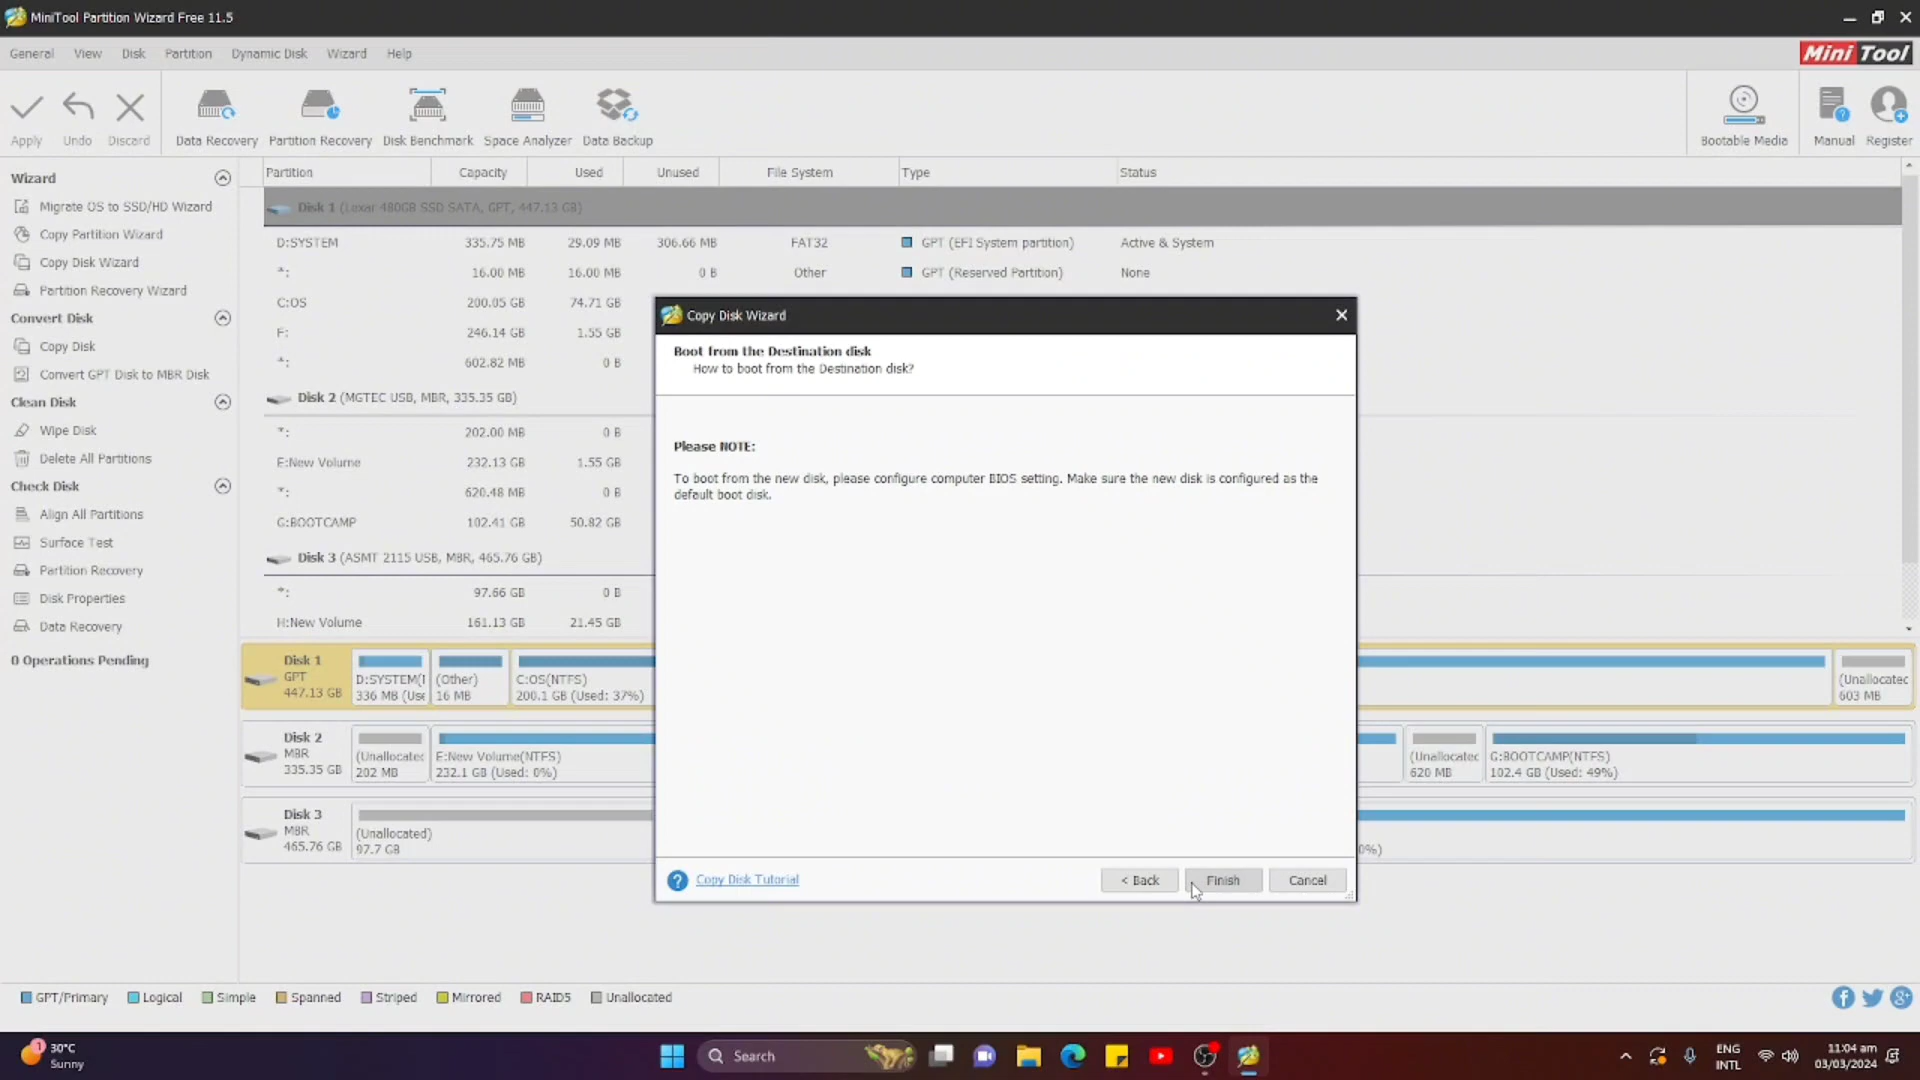 MiniTool Partition Wizard Free 11.5
General View Disk Partition Dynamic Disk Wizard Help
Mini Tool
Apply Undo Discard Data Recovery Partition Recovery Disk Benchmark Space Analyzer Data Backup Bootable Media Manual Register
Wizard
Migrate OS to SSD/HD Wizard
Copy Partition Wizard
Copy Disk Wizard
Partition Recovery Wizard
Convert Disk
Copy Disk
Convert GPT Disk to MBR Disk
Clean Disk
Wipe Disk
Delete All Partitions
Check Disk
Align All Partitions
Surface Test
Partition Recovery
Disk Properties
Data Recovery
0 Operations Pending
Partition Capacity Used Unused File System Type Status
Disk 1 (Lexar 480GB SSD SATA, GPT, 447.13 GB)
D:SYSTEM 335.75 MB 29.09 MB 306.66 MB FAT32 GPT (EFI System partition) Active & System
*: 16.00 MB 16.00 MB 0 B Other GPT (Reserved Partition) None
C:OS 200.05 GB 74.71 GB
F: 246.14 GB 1.55 GB
*: 602.82 MB 0 B
Disk 2 (MGTEC USB, MBR, 335.35 GB)
*: 202.00 MB 0 B
E:New Volume 232.13 GB 1.55 GB
*: 620.48 MB 0 B
G:BOOTCAMP 102.41 GB 50.82 GB
Disk 3 (ASMT 2115 USB, MBR, 465.76 GB)
*: 97.66 GB 0 B
H:New Volume 161.13 GB 21.45 GB
Copy Disk Wizard
Boot from the Destination disk
How to boot from the Destination disk?
Please NOTE:
To boot from the new disk, please configure computer BIOS setting. Make sure the new disk is configured as the
default boot disk.
Copy Disk Tutorial
< Back Finish Cancel
Disk 1
GPT
447.13 GB
D:SYSTEM(I
336 MB (Use
(Other)
16 MB
C:OS(NTFS)
200.1 GB (Used: 37%)
(Unallocatec
603 MB
Disk 2
MBR
335.35 GB
(Unallocatec
202 MB
E:New Volume(NTFS)
232.1 GB (Used: 0%)
(Unallocatec
620 MB
G:BOOTCAMP(NTFS)
102.4 GB (Used: 49%)
Disk 3
MBR
465.76 GB
(Unallocated)
97.7 GB
0%)
GPT/Primary Logical Simple Spanned Striped Mirrored RAID5 Unallocated
1
30°C
Sunny
Search
ENG
INTL
11:04 am
03/03/2024